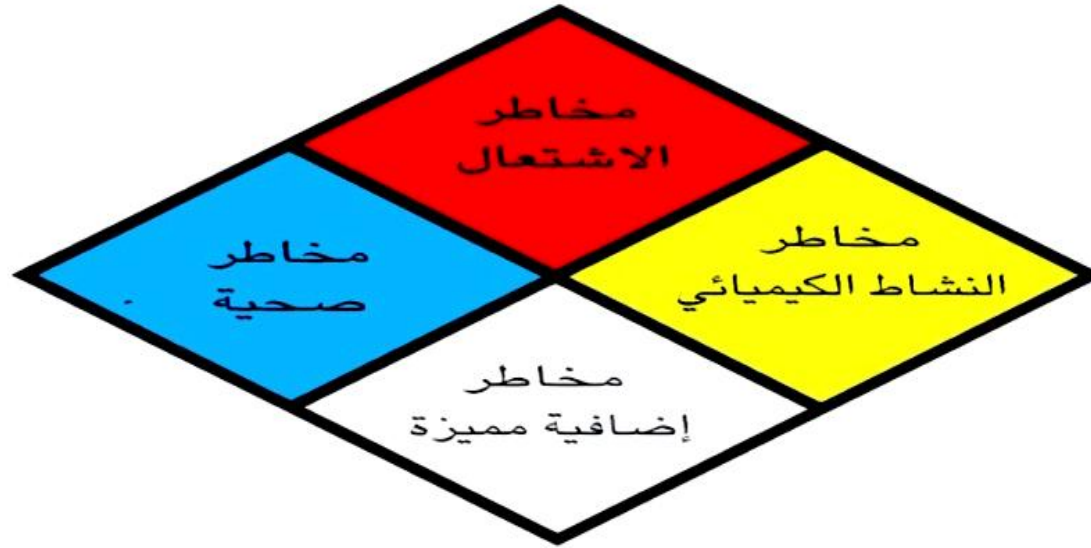 مخاطر
الاشتعال
مخاطر
النشاط الكيميائي
مخاطر
صحية
مخاطر
إضافية مميزة